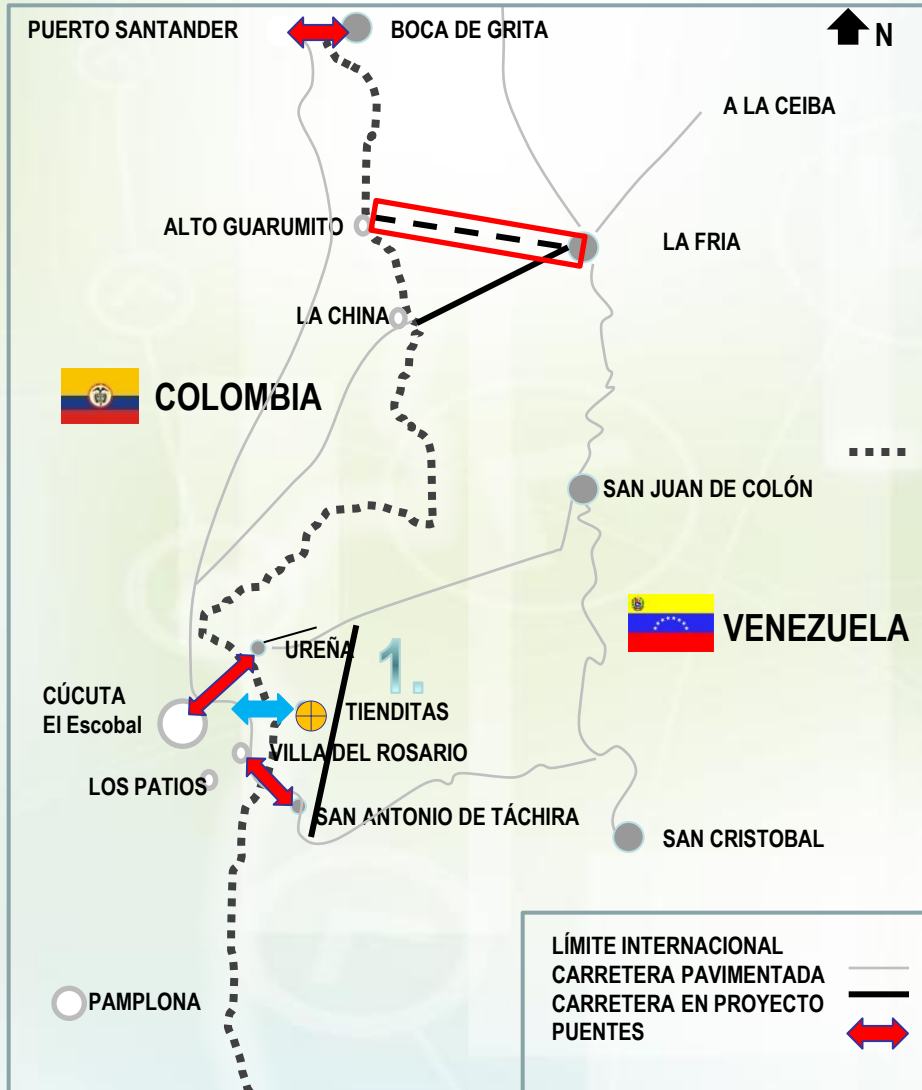 PUERTO SANTANDER
BOCA DE GRITA
N
A LA CEIBA
ALTO GUARUMITO
LA FRIA
LA CHINA
COLOMBIA
SAN JUAN DE COLÓN
VENEZUELA
UREÑA
1.
CÚCUTA
El Escobal
TIENDITAS
VILLA DEL ROSARIO
LOS PATIOS
SAN ANTONIO DE TÁCHIRA
SAN CRISTOBAL
PAMPLONA
LÍMITE INTERNACIONAL
CARRETERA PAVIMENTADA
CARRETERA EN PROYECTO
PUENTES